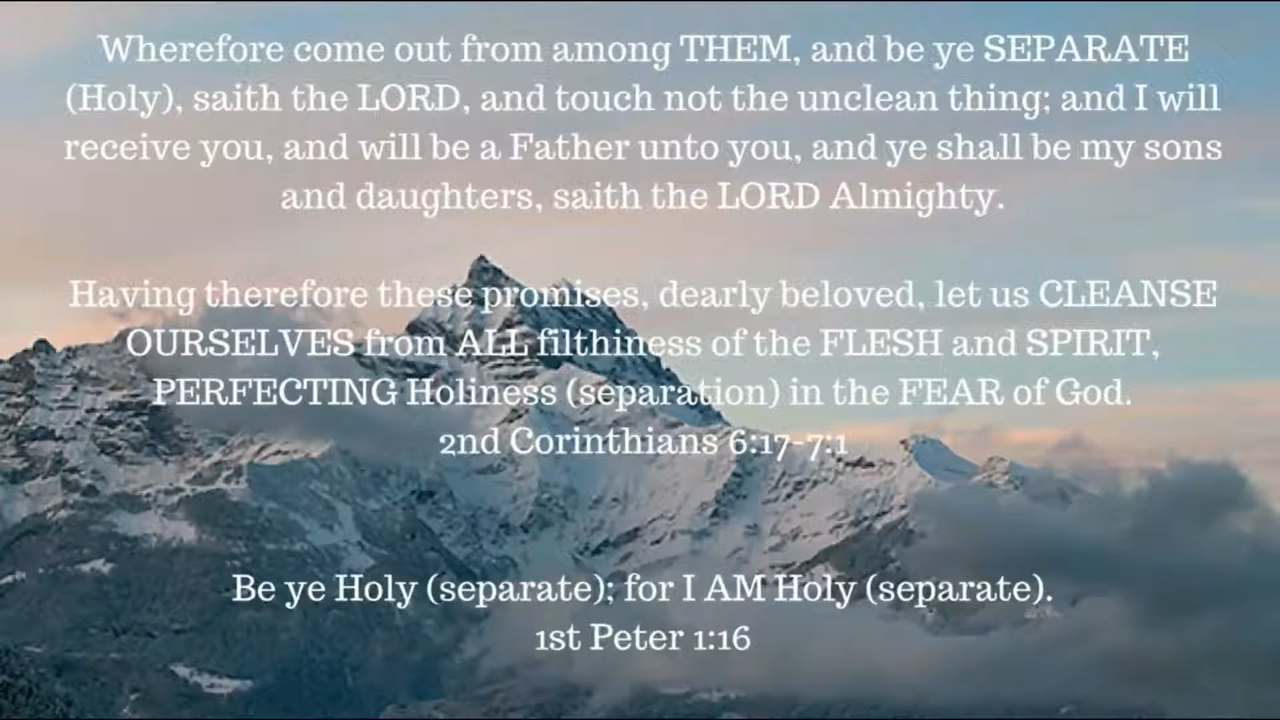 Wherefore come out from among THEM, and be ye SEPARATE
(Holy), saith the LORD, and touch not the unclean thing; and I will
receive you, and will be a Father unto you, and ye shall be my sons
and daughters, saith the LORD Almighty.
Having therefore these promises, dearly beloved, let us CLEANSE
OURSELVES from ALL filthiness of the FLESH and SPIRIT,
PERFECTING Holiness (separation) in the FEAR of God.
2nd Corinthians 6:17-7:1
Be ye Holy (separate); for I AM Holy (separate).
1st Peter 1:16